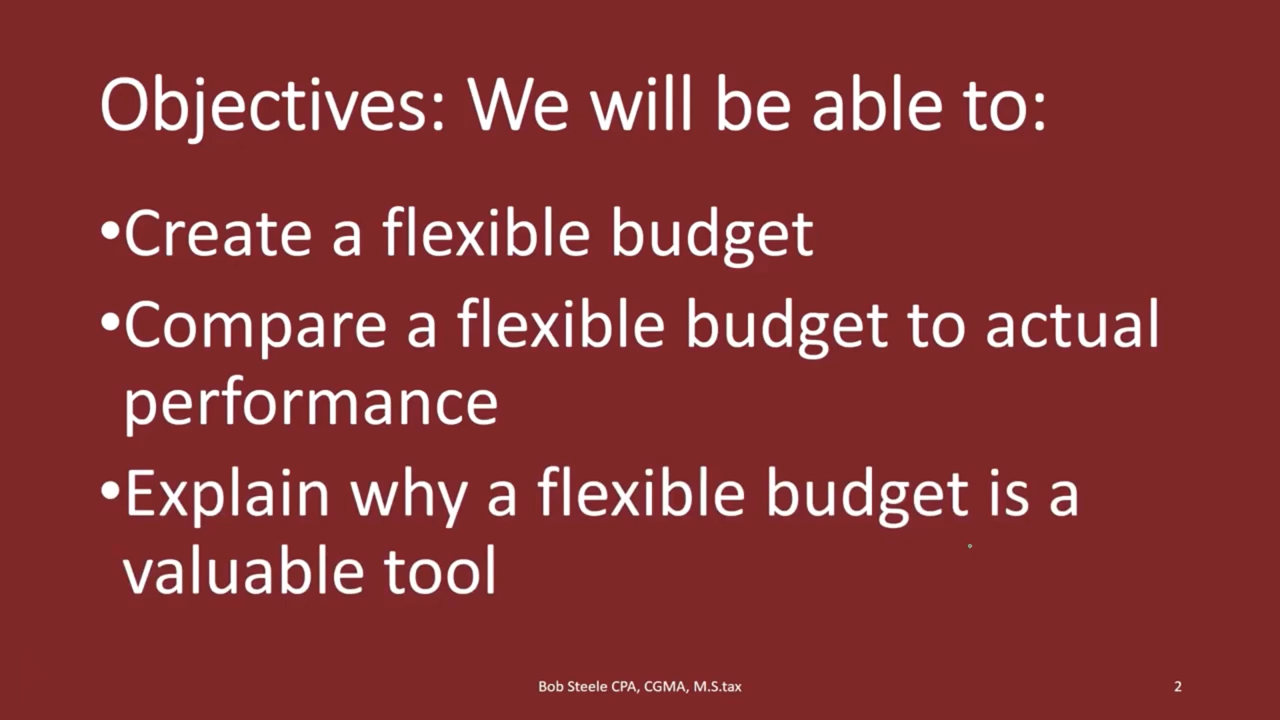 Objectives: We will be able to:
•Create a flexible budget
•Compare a flexible budget to actual
performance
•Explain why a flexible budget is a
valuable tool
Bob Steele CPA, CGMA, M.S.tax
2